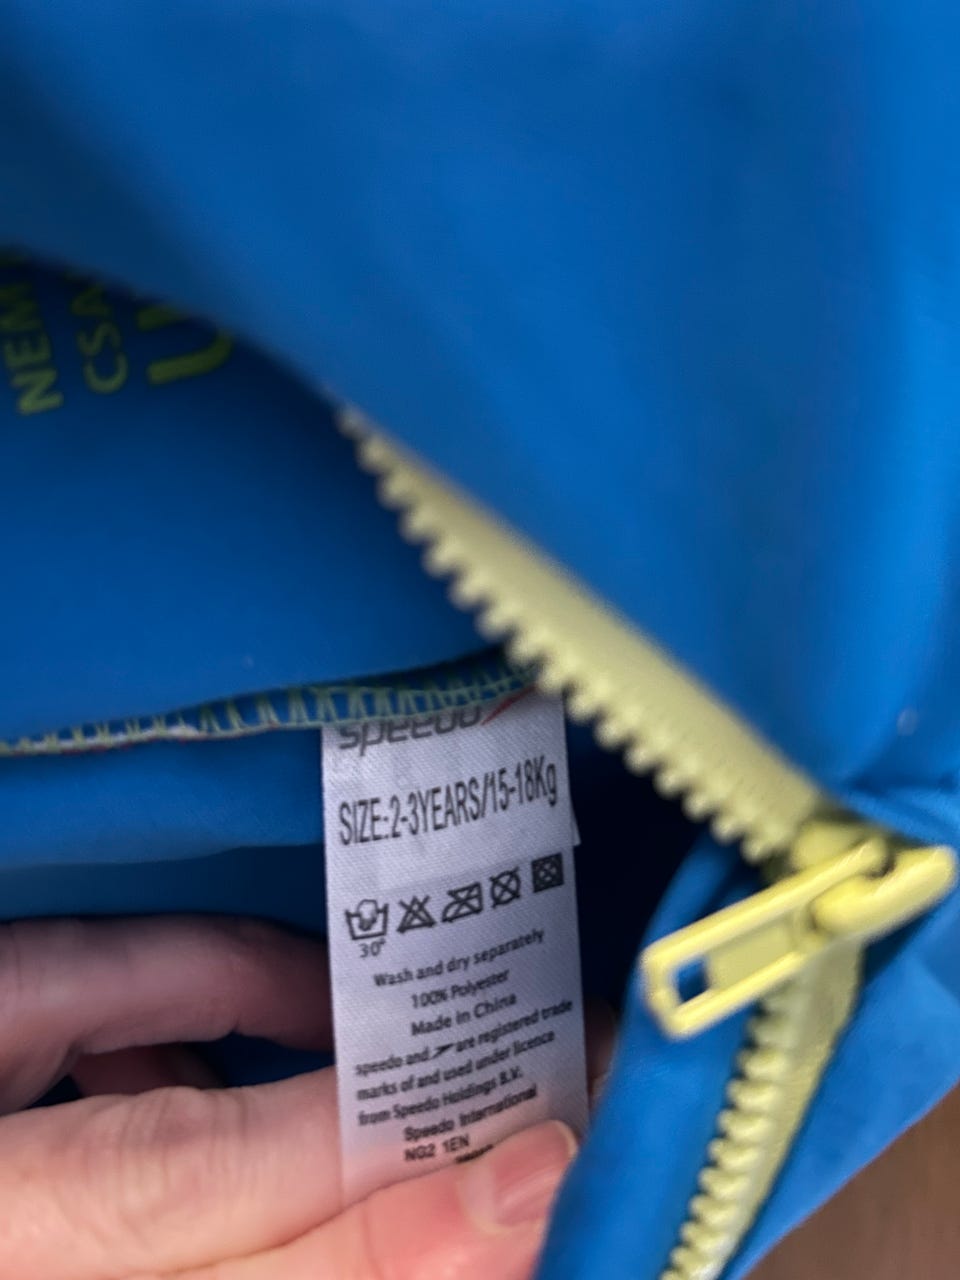 NEM
CSA
speedo
SIZE:2-3YEARS/15-18Kg
30°
Wash and dry separately
100% Polyester
Made in China
speedo and are registered trade
marks of and used under licence
from Speedo Holdings B.V.
Speedo International
NG2 1EN